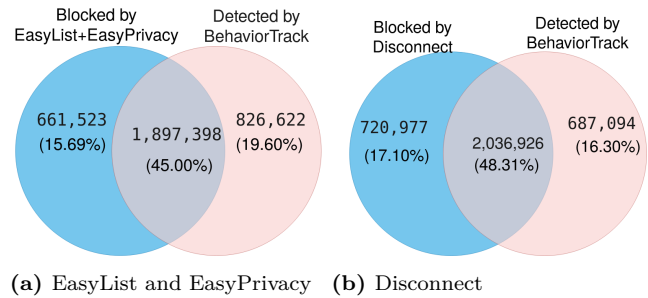 Blocked by
EasyList+EasyPrivacy
Detected by
BehaviorTrack
661,523
(15.69%)
1,897,398
(45.00%)
826,622
(19.60%)
(a) EasyList and EasyPrivacy
Blocked by
Disconnect
Detected by
BehaviorTrack
720,977
(17.10%)
2,036,926
(48.31%)
687,094
(16.30%)
(b) Disconnect